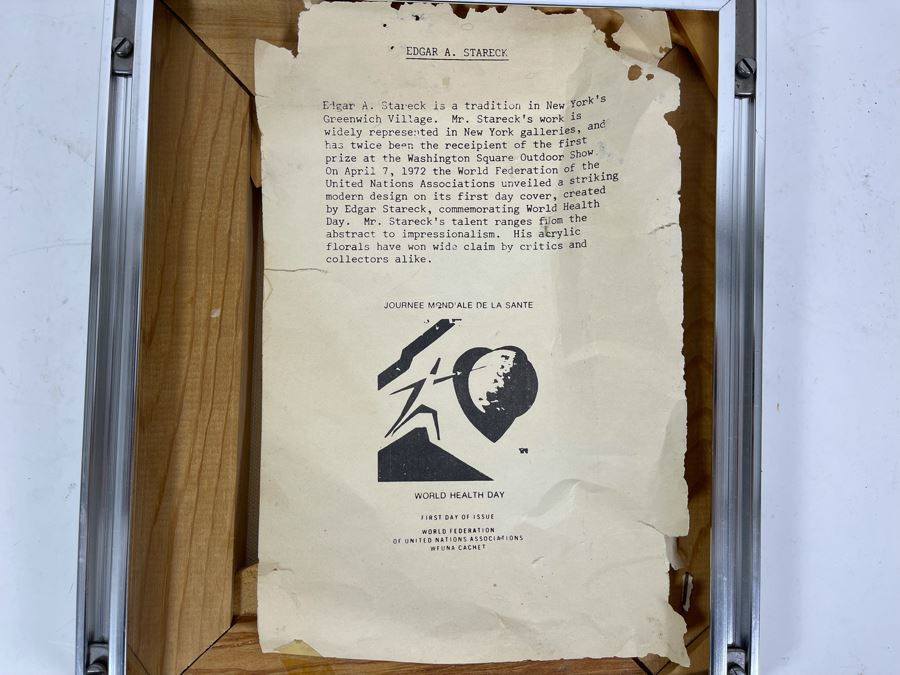 EDGAR A. STARECK
Edgar A. Stareck is a tradition in New York's
Greenwich Village.  Mr. Stareck's work is
widely represented in New York galleries, and
has twice been the receipient of the first
prize at the Washington Square Outdoor Show.
On April 7, 1972 the World Federation of the
United Nations Associations unveiled a striking
modern design on its first day cover, created
by Edgar Stareck, commemorating World Health
Day.  Mr. Stareck's talent ranges from the
abstract to impressionalism.  His acrylic
florals have won wide claim by critics and
collectors alike.
JOURNEE MONDIALE DE LA SANTE
WORLD HEALTH DAY
FIRST DAY OF ISSUE
WORLD FEDERATION
OF UNITED NATIONS ASSOCIATIONS
WFUNA CACHET